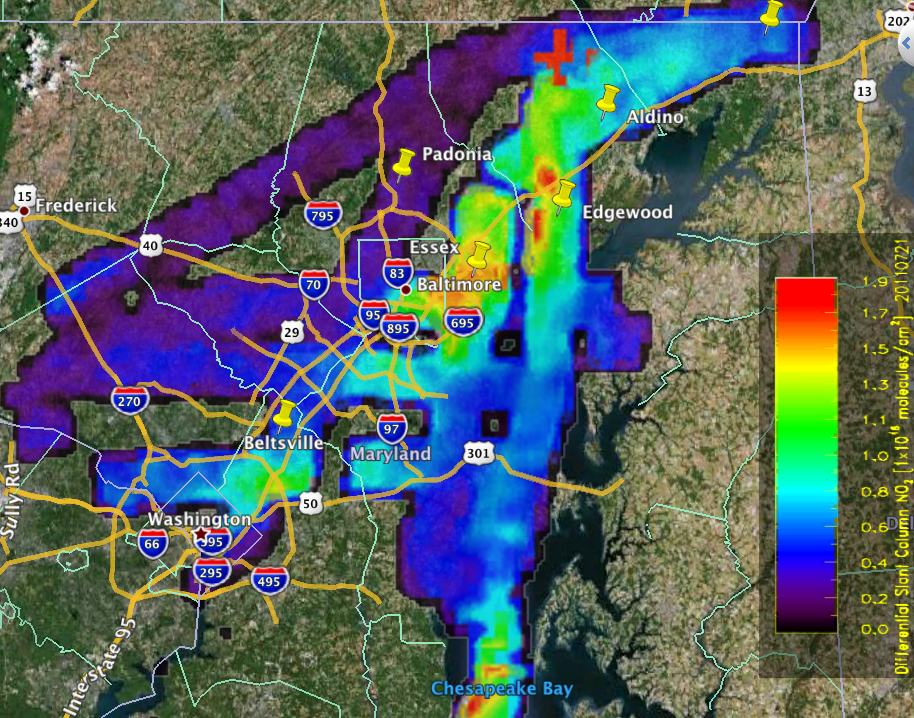 202
13
Aldino
Padonia
15
Frederick
340
795
Edgewood
40
Essex
83
70
Baltimore
95
895
695
29
270
Beltsville
97
Maryland
301
Sully Rd
50
Washington
66
395
295
495
Interstate 95
Chesapeake Bay
1.9
1.7
1.5
1.3
1.1
1.0
0.8
0.6
0.4
0.2
0.0
Differential Slant Column NO2 [1x10^16 molecules/cm^2] 20110721